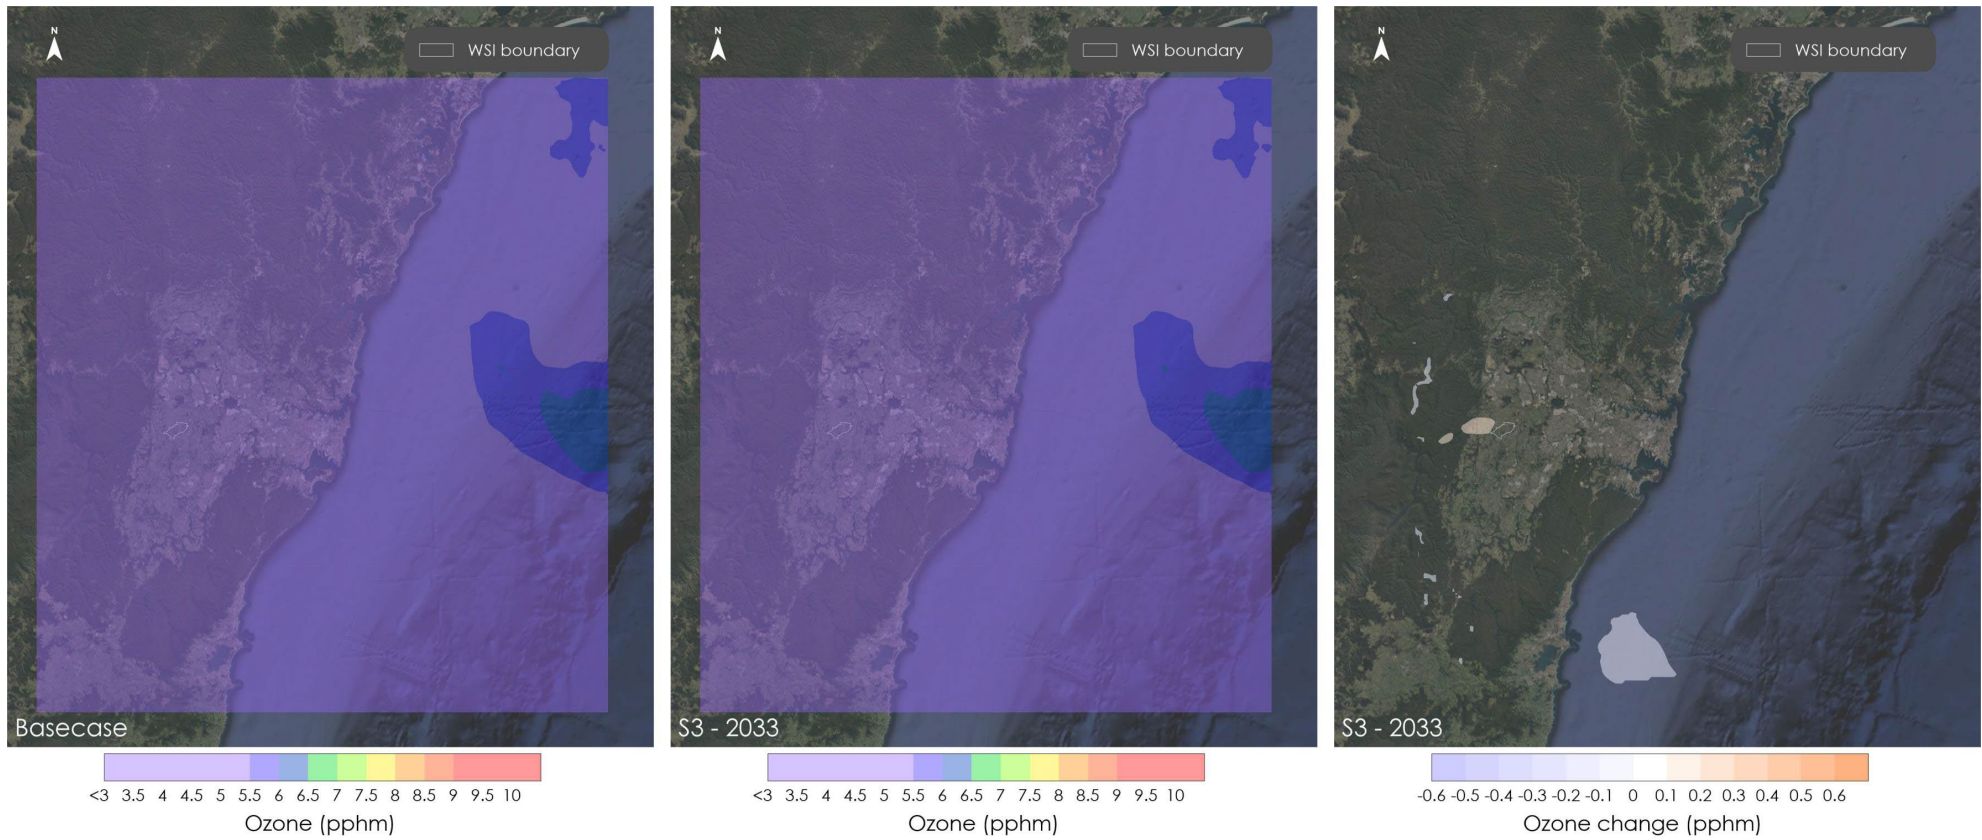 N
WSI boundary
Basecase
<3 3.5 4 4.5 5 5.5 6 6.5 7 7.5 8 8.5 9 9.5 10
Ozone (pphm)
N
WSI boundary
S3 - 2033
<3 3.5 4 4.5 5 5.5 6 6.5 7 7.5 8 8.5 9 9.5 10
Ozone (pphm)
N
WSI boundary
S3 - 2033
-0.6 -0.5 -0.4 -0.3 -0.2 -0.1 0 0.1 0.2 0.3 0.4 0.5 0.6
Ozone change (pphm)